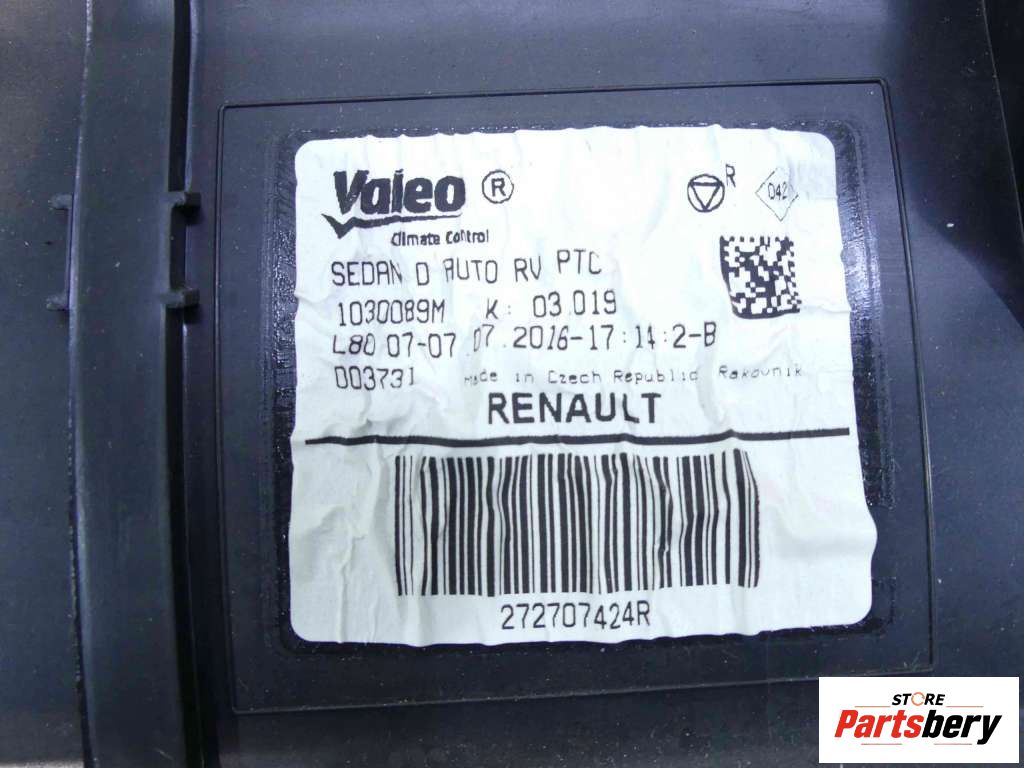 Valeo ®
R
042
Climate Control
SEDAN D AUTO RV PTC
1030089M K: 03.019
L80 07-07.07.2016-17:14:2-B
003731 Made in Czech Republic Rakovnik
RENAULT
272707424R
STORE
Partsbery